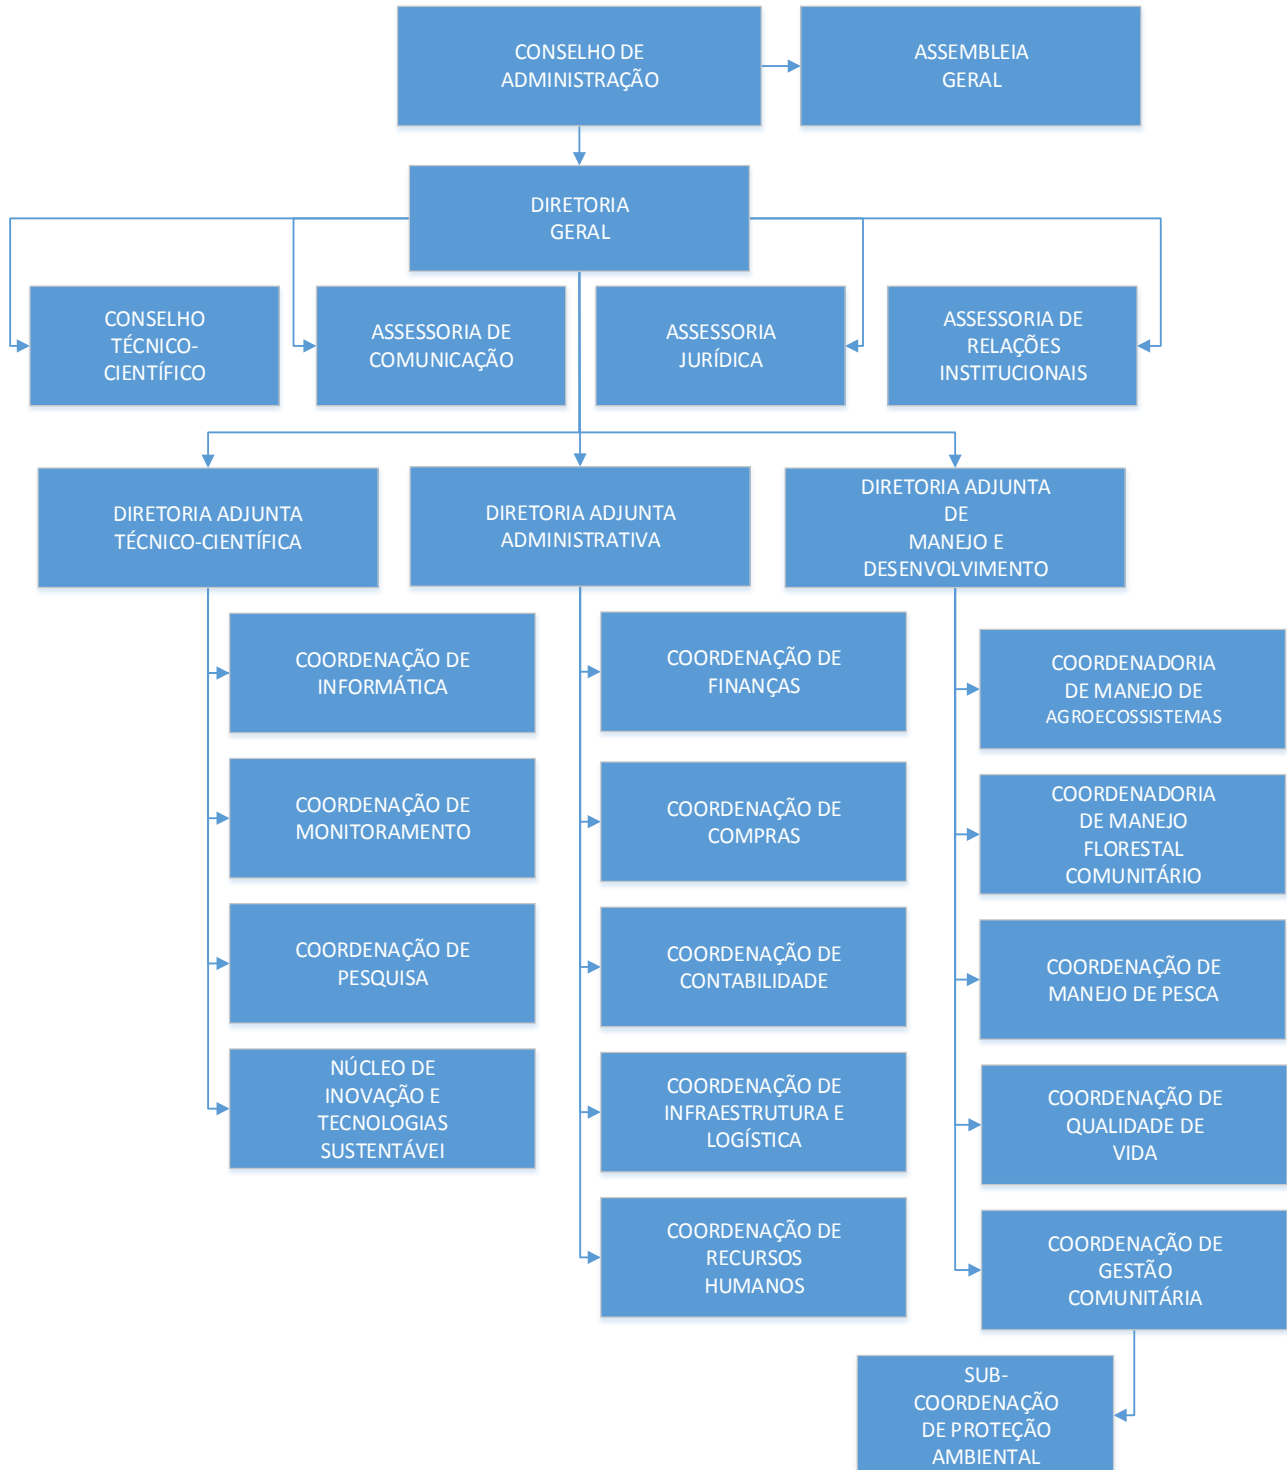 CONSELHO DE
ADMINISTRAÇÃO
ASSEMBLEIA
GERAL
DIRETORIA
GERAL
CONSELHO
TÉCNICO-
CIENTÍFICO
ASSESSORIA DE
COMUNICAÇÃO
ASSESSORIA
JURÍDICA
ASSESSORIA DE
RELAÇÕES
INSTITUCIONAIS
DIRETORIA ADJUNTA
TÉCNICO-CIENTÍFICA
DIRETORIA ADJUNTA
ADMINISTRATIVA
DIRETORIA ADJUNTA
DE
MANEJO E
DESENVOLVIMENTO
COORDENAÇÃO DE
INFORMÁTICA
COORDENAÇÃO DE
MONITORAMENTO
COORDENAÇÃO DE
PESQUISA
NÚCLEO DE
INOVAÇÃO E
TECNOLOGIAS
SUSTENTÁVEI
COORDENAÇÃO DE
FINANÇAS
COORDENAÇÃO DE
COMPRAS
COORDENAÇÃO DE
CONTABILIDADE
COORDENAÇÃO DE
INFRAESTRUTURA E
LOGÍSTICA
COORDENAÇÃO DE
RECURSOS
HUMANOS
COORDENADORIA
DE MANEJO DE
AGROECOSSISTEMAS
COORDENADORIA
DE MANEJO
FLORESTAL
COMUNITÁRIO
COORDENAÇÃO DE
MANEJO DE PESCA
COORDENAÇÃO DE
QUALIDADE DE
VIDA
COORDENAÇÃO DE
GESTÃO
COMUNITÁRIA
SUB-
COORDENAÇÃO
DE PROTEÇÃO
AMBIENTAL